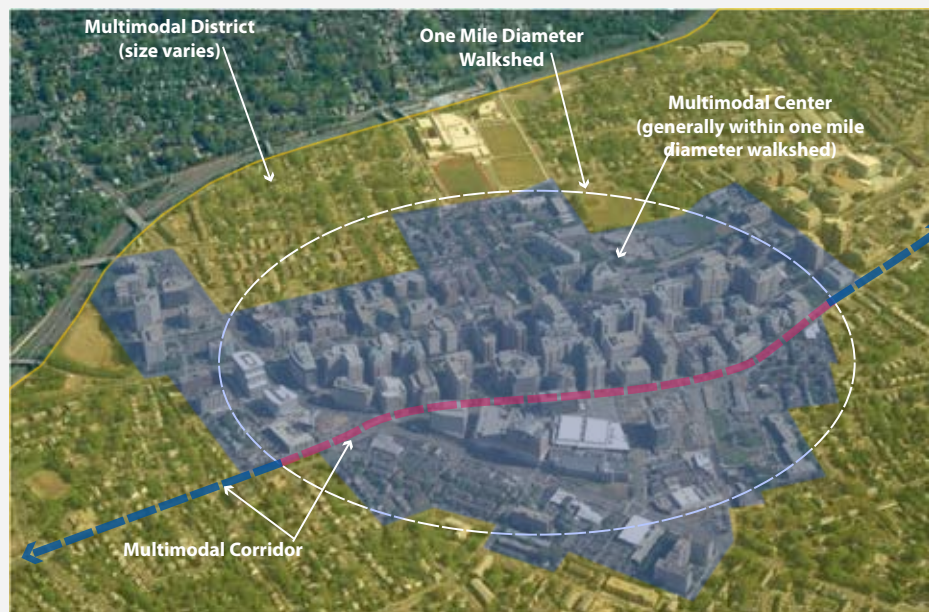 Multimodal District
(size varies)
One Mile Diameter
Walkshed
Multimodal Center
(generally within one mile
diameter walkshed)
Multimodal Corridor